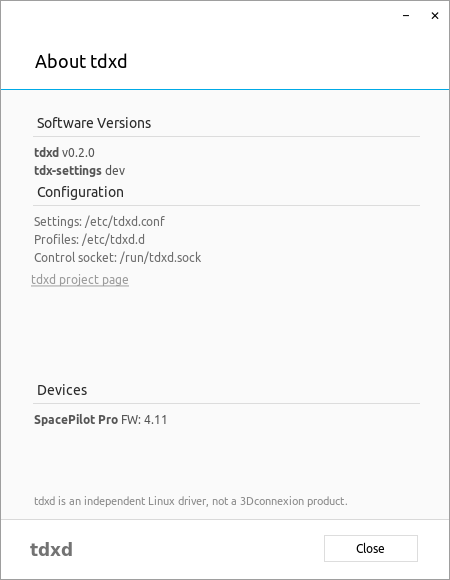 About tdxd
Software Versions
tdxd v0.2.0
tdx-settings dev
Configuration
Settings: /etc/tdxd.conf
Profiles: /etc/tdxd.d
Control socket: /run/tdxd.sock
tdxd project page
Devices
SpacePilot Pro FW: 4.11
tdxd is an independent Linux driver, not a 3Dconnexion product.
tdxd
Close